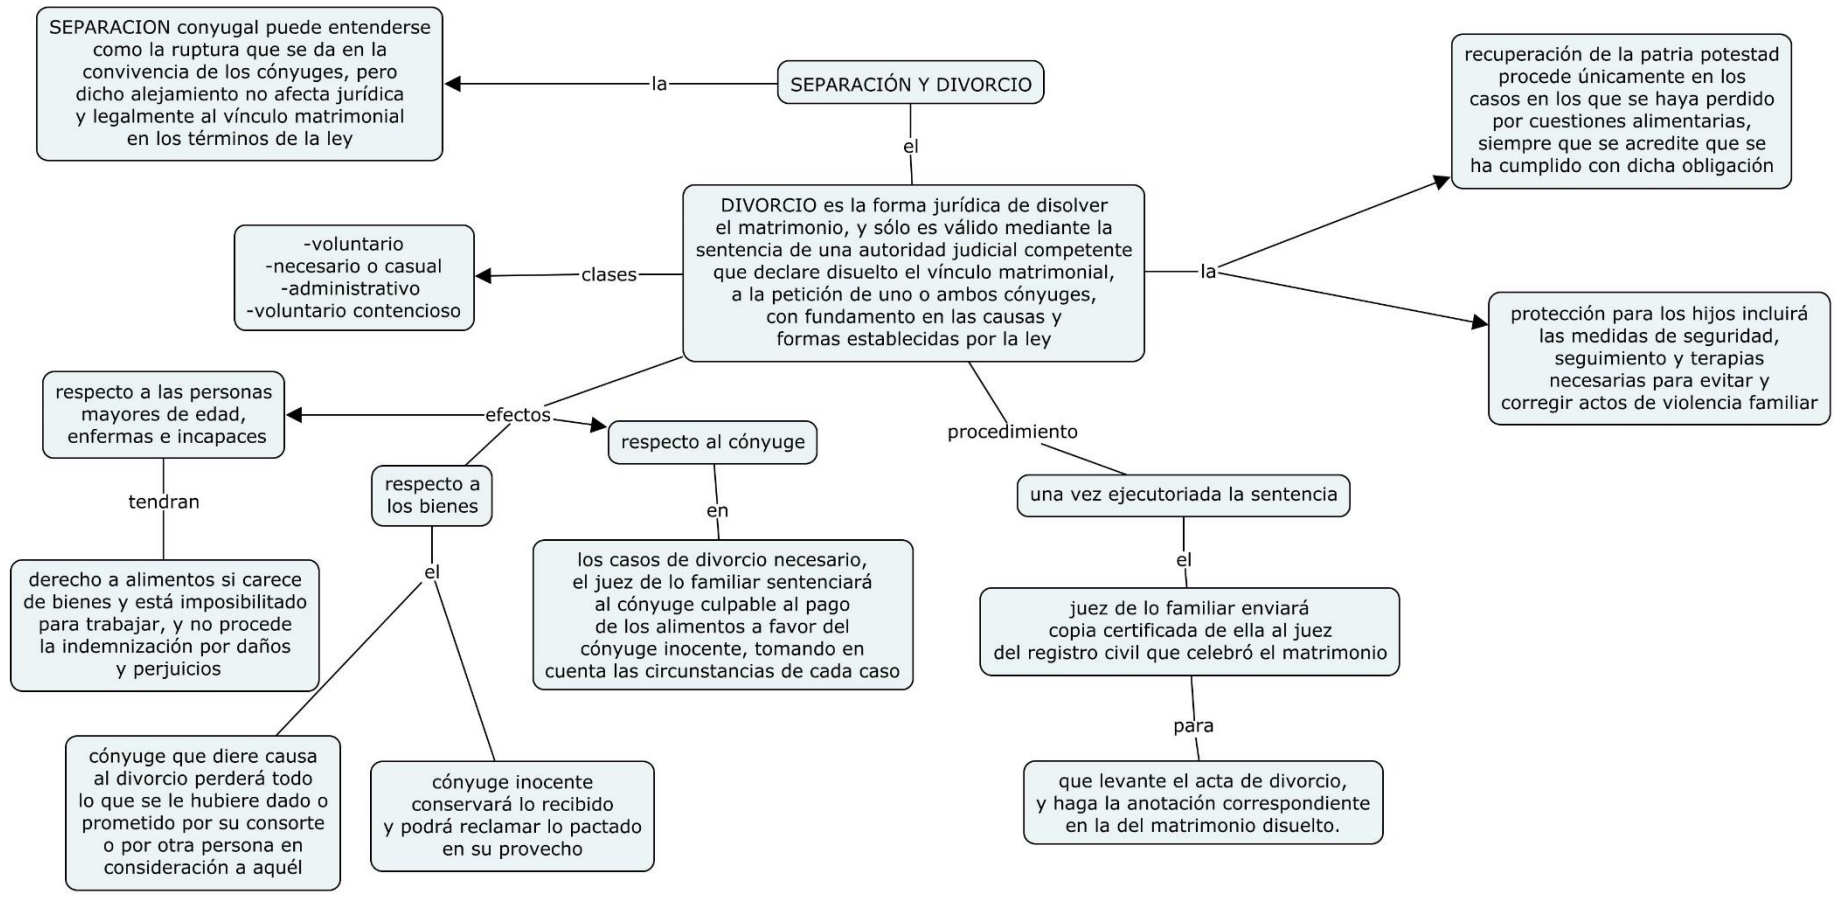 SEPARACION conyugal puede entenderse
como la ruptura que se da en la
convivencia de los cónyuges, pero
dicho alejamiento no afecta jurídica
y legalmente al vínculo matrimonial
en los términos de la ley
la
SEPARACIÓN Y DIVORCIO
el
recuperación de la patria potestad
procede únicamente en los
casos en los que se haya perdido
por cuestiones alimentarias,
siempre que se acredite que se
ha cumplido con dicha obligación
DIVORCIO es la forma jurídica de disolver
el matrimonio, y sólo es válido mediante la
sentencia de una autoridad judicial competente
que declare disuelto el vínculo matrimonial,
a la petición de uno o ambos cónyuges,
con fundamento en las causas y
formas establecidas por la ley
la
clases
-voluntario
-necesario o casual
-administrativo
-voluntario contencioso
protección para los hijos incluirá
las medidas de seguridad,
seguimiento y terapias
necesarias para evitar y
corregir actos de violencia familiar
efectos
respecto a las personas
mayores de edad,
enfermas e incapaces
tendran
derecho a alimentos si carece
de bienes y está imposibilitado
para trabajar, y no procede
la indemnización por daños
y perjuicios
respecto a
los bienes
el
cónyuge que diere causa
al divorcio perderá todo
lo que se le hubiere dado o
prometido por su consorte
o por otra persona en
consideración a aquél
cónyuge inocente
conservará lo recibido
y podrá reclamar lo pactado
en su provecho
respecto al cónyuge
en
los casos de divorcio necesario,
el juez de lo familiar sentenciará
al cónyuge culpable al pago
de los alimentos a favor del
cónyuge inocente, tomando en
cuenta las circunstancias de cada caso
procedimiento
una vez ejecutoriada la sentencia
el
juez de lo familiar enviará
copia certificada de ella al juez
del registro civil que celebró el matrimonio
para
que levante el acta de divorcio,
y haga la anotación correspondiente
en la del matrimonio disuelto.